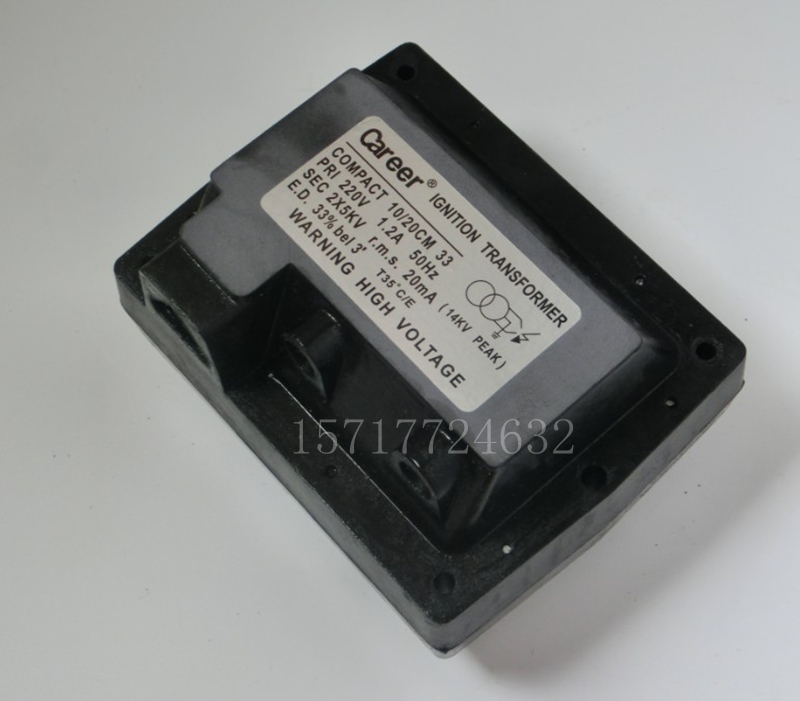 Career® IGNITION TRANSFORMER
COMPACT 10/20CM 33
PRI 220V 1.2A 50Hz
SEC 2X5KV r.m.s. 20mA (14KV PEAK)
E.D. 33% bei 3' T35°C/E
WARNING HIGH VOLTAGE
15717724632